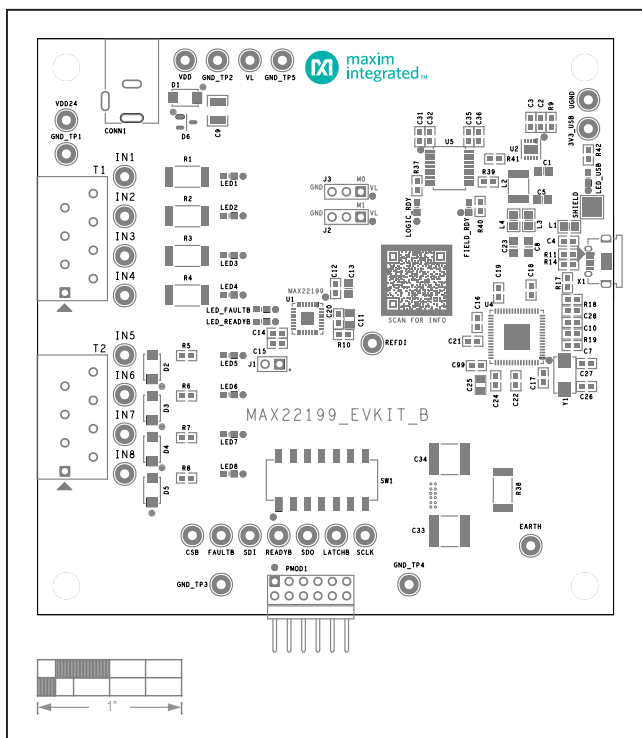 maxim
integrated™
VDD
GND_TP2
VL
GND_TP5
VDD24
GND_TP1
CONN1
D1
D6
C9
T1
IN1
IN2
IN3
IN4
R1
R2
R3
R4
LED1
LED2
LED3
LED4
LED_FAULTB
LED_READYB
J3
GND
M0
VL
GND
M1
VL
J2
C31
C32
C35
C36
U5
R37
LOGIC_RDY
FIELD_RDY
R40
R39
R41
C3
C2
R9
U2
UGND
3V3_USB
R42
LED_USB
C1
L2
C5
SHIELD
L4
L3
L1
C23
C8
C4
R11
R14
X1
R17
SCAN FOR INFO
MAX22199
U1
C12
C13
C20
C11
R10
C14
C15
J1
REFDI
C19
C18
C16
U4
C21
C99
C25
C24
C22
C17
Y1
R18
C28
C10
R19
C7
C27
C26
T2
IN5
IN6
IN7
IN8
D2
D3
D4
D5
R5
R6
R7
R8
LED5
LED6
LED7
LED8
MAX22199_EVKIT_B
SW1
C34
C33
R38
EARTH
CSB
FAULTB
SDI
READYB
SDO
LATCHB
SCLK
GND_TP3
PMOD1
GND_TP4
1"